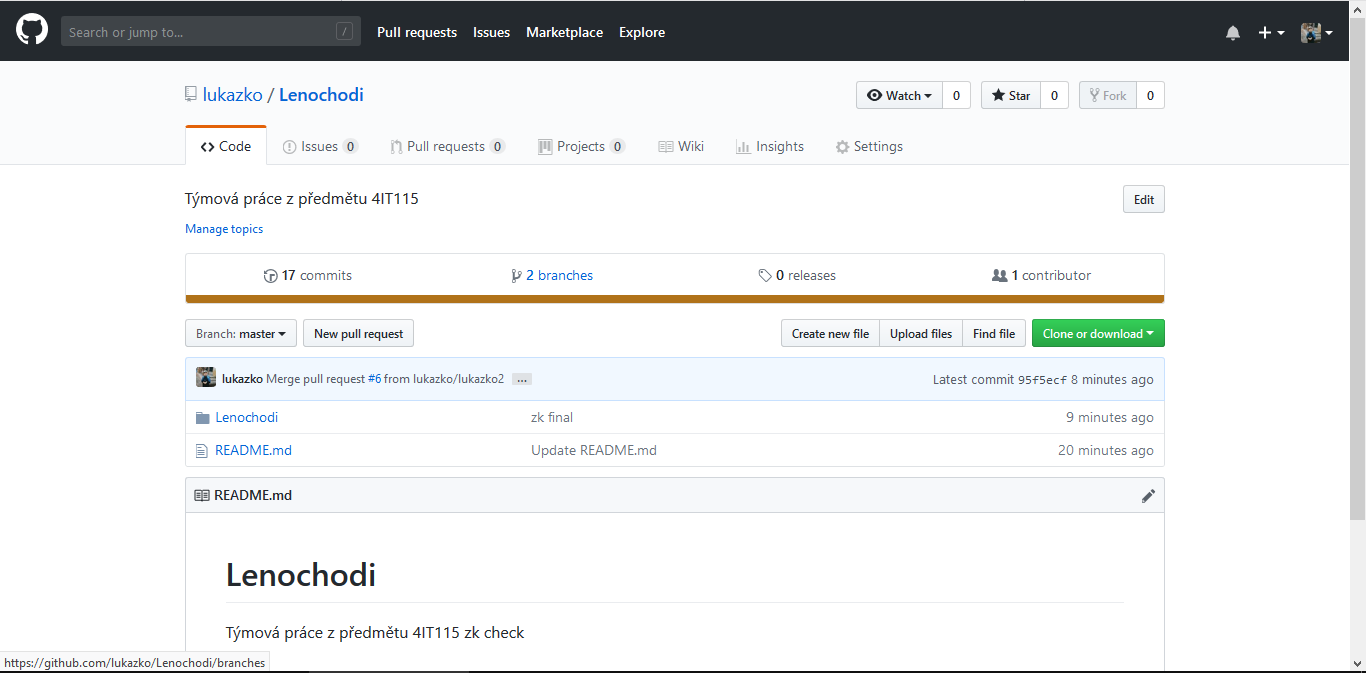 Search or jump to... / Pull requests Issues Marketplace Explore
lukazko / Lenochodi Watch 0 Star 0 Fork 0
Code Issues 0 Pull requests 0 Projects 0 Wiki Insights Settings
Týmová práce z předmětu 4IT115 Edit
Manage topics
17 commits 2 branches 0 releases 1 contributor
Branch: master New pull request Create new file Upload files Find file Clone or download
lukazko Merge pull request #6 from lukazko/lukazko2 ... Latest commit 95f5ecf 8 minutes ago
Lenochodi zk final 9 minutes ago
README.md Update README.md 20 minutes ago
README.md
Lenochodi
Týmová práce z předmětu 4IT115 zk check
https://github.com/lukazko/Lenochodi/branches